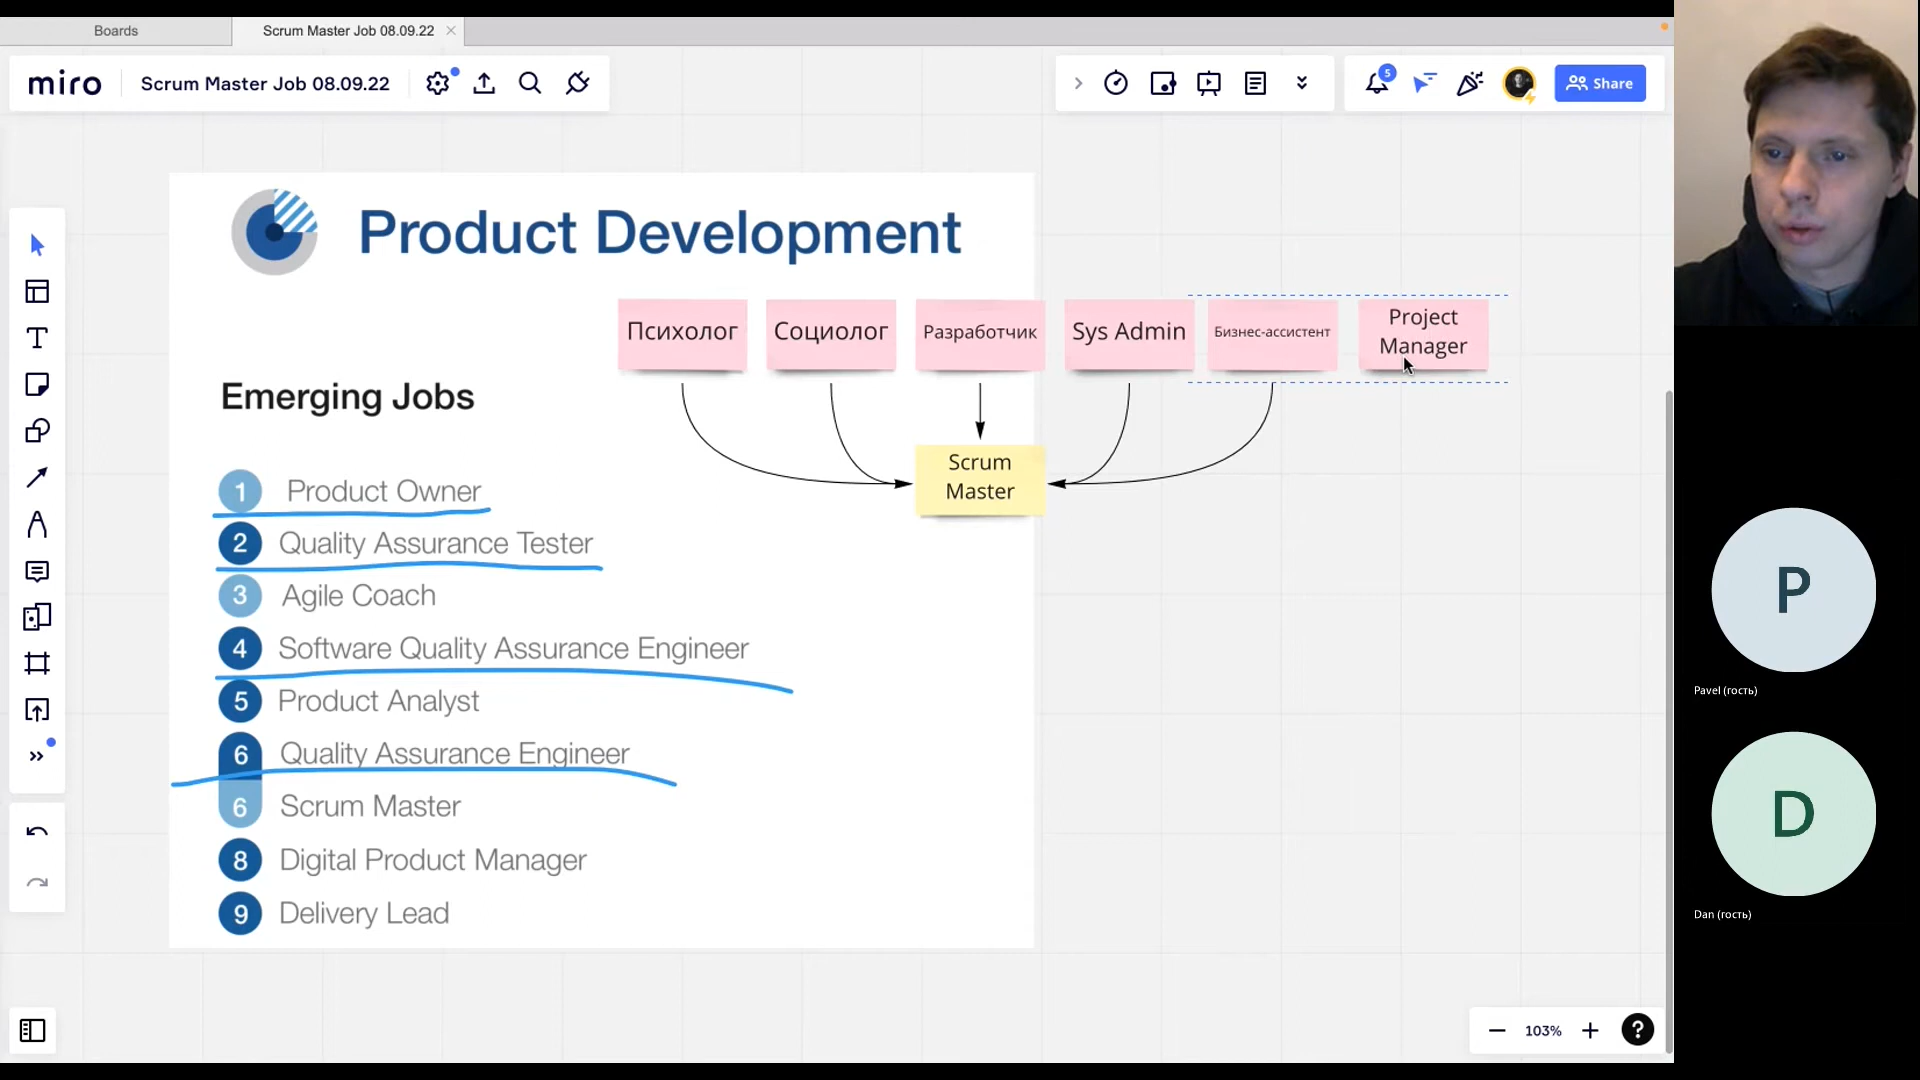 Boards
Scrum Master Job 08.09.22
miro
Scrum Master Job 08.09.22
5
Share
Product Development
Психолог
Социолог
Разработчик
Sys Admin
Бизнес-ассистент
Project
Manager
Emerging Jobs
Scrum
Master
1 Product Owner
2 Quality Assurance Tester
3 Agile Coach
4 Software Quality Assurance Engineer
5 Product Analyst
6 Quality Assurance Engineer
6 Scrum Master
8 Digital Product Manager
9 Delivery Lead
P
Pavel (гость)
D
Dan (гость)
103%
?